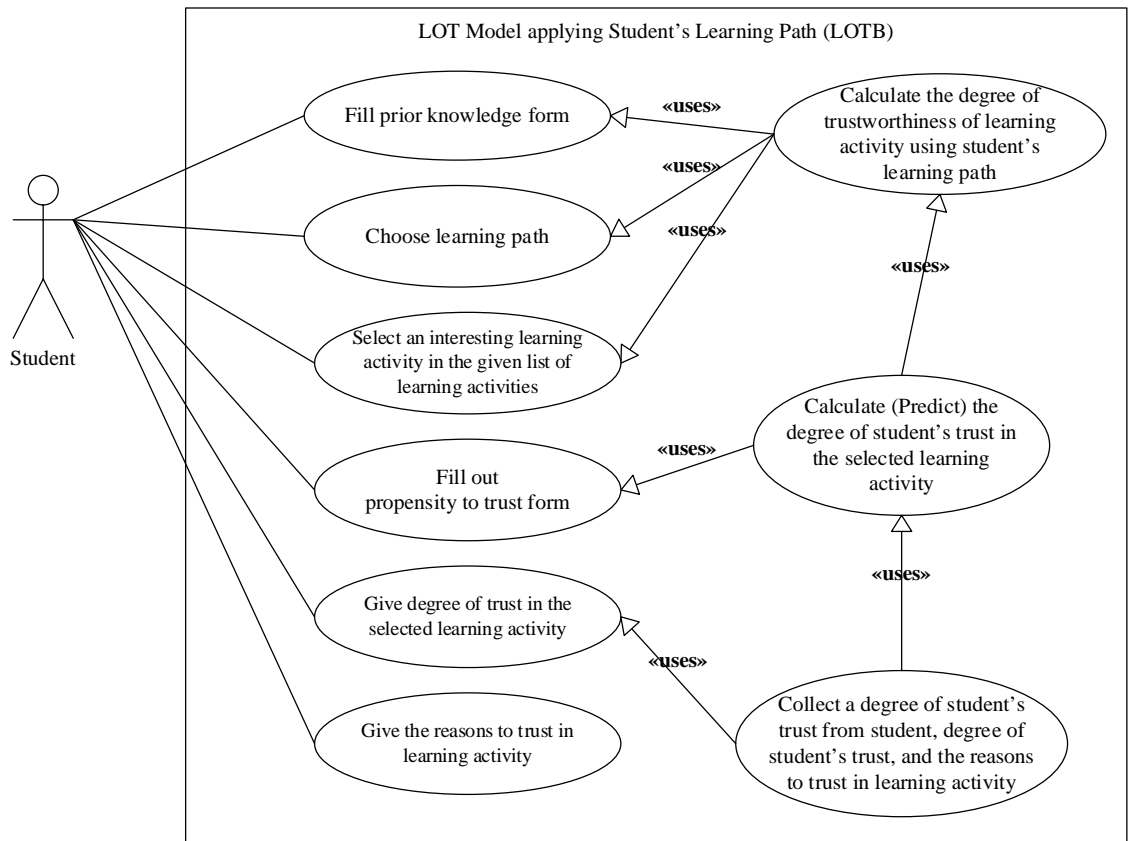 LOT Model applying Student's Learning Path (LOTB)
Fill prior knowledge form
«uses»
Calculate the degree of
trustworthiness of learning
activity using student's
learning path
«uses»
Choose learning path
«uses»
«uses»
Student
Select an interesting learning
activity in the given list of
learning activities
Calculate (Predict) the
degree of student's trust in
the selected learning
activity
«uses»
Fill out
propensity to trust form
«uses»
Give degree of trust in the
selected learning activity
«uses»
Give the reasons to trust in
learning activity
Collect a degree of student's
trust from student, degree of
student's trust, and the reasons
to trust in learning activity